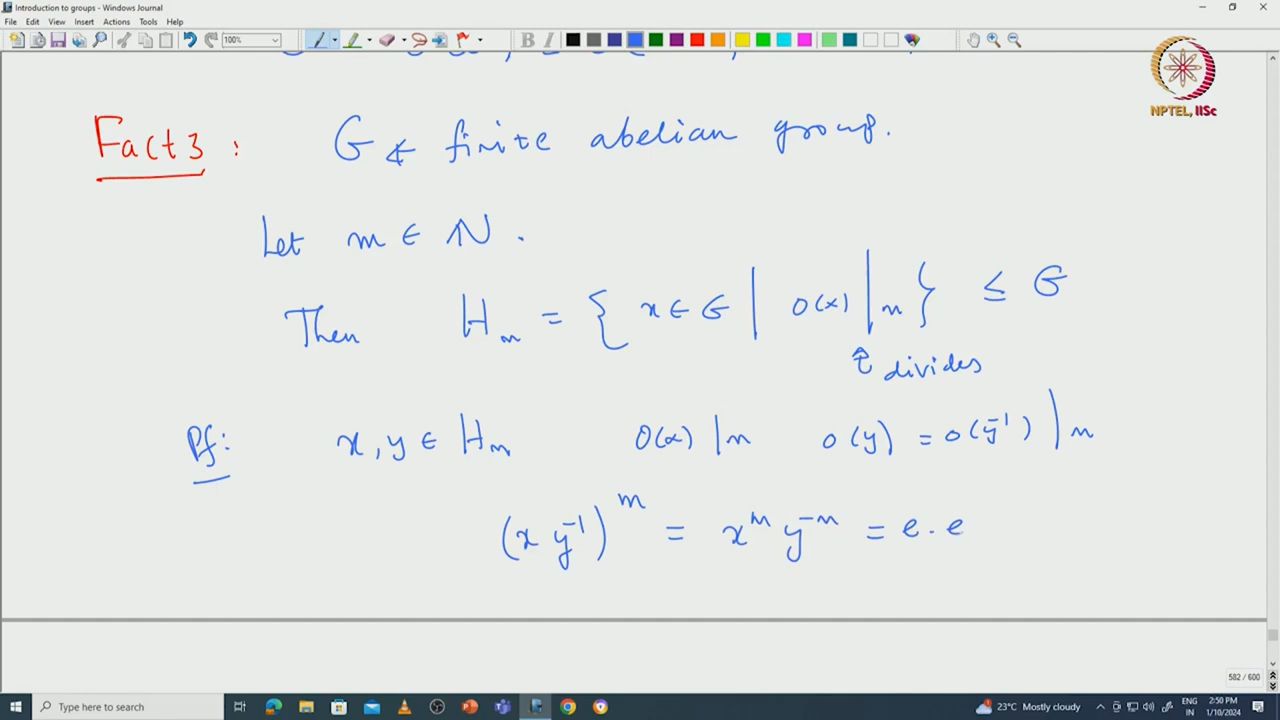 Introduction to groups - Windows Journal
File Edit View Insert Actions Tools Help
100%
B I
NPTEL, IISc
Fact 3 : G ← finite abelian group.
Let m ∈ ℕ .
Then H_m = { x ∈ G | o(x) | m } ≤ G
↑ divides
Pf: x, y ∈ H_m o(x) | m o(y) = o(y⁻¹) | m
(x y⁻¹)^m = x^m y^-m = e . e
582 / 600
Type here to search
23°C Mostly cloudy
ENG
IN
2:50 PM
1/10/2024